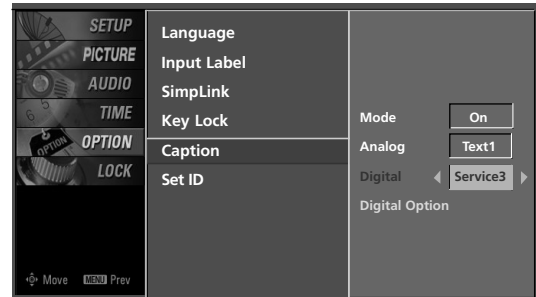 SETUP
PICTURE
AUDIO
TIME
OPTION
LOCK
Move MENU Prev
Language
Input Label
SimpLink
Key Lock
Caption
Set ID
Mode On
Analog Text1
Digital Service3
Digital Option